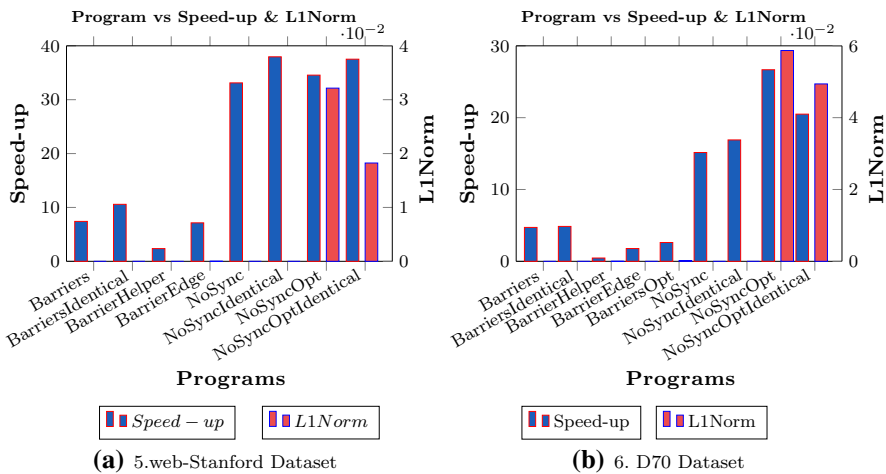 Program vs Speed-up & L1Norm
·10⁻²
40
30
20
10
0
4
3
2
1
0
Speed-up
L1Norm
Barriers
BarriersIdentical
BarrierHelper
BarrierEdge
NoSync
NoSyncIdentical
NoSyncOpt
NoSyncOptIdentical
Programs
Speed − up
L1Norm
(a) 5.web-Stanford Dataset
Program vs Speed-up & L1Norm
·10⁻²
30
20
10
0
6
4
2
0
Speed-up
L1Norm
Barriers
BarriersIdentical
BarrierHelper
BarrierEdge
BarriersOpt
NoSync
NoSyncIdentical
NoSyncOpt
NoSyncOptIdentical
Programs
Speed-up
L1Norm
(b) 6. D70 Dataset